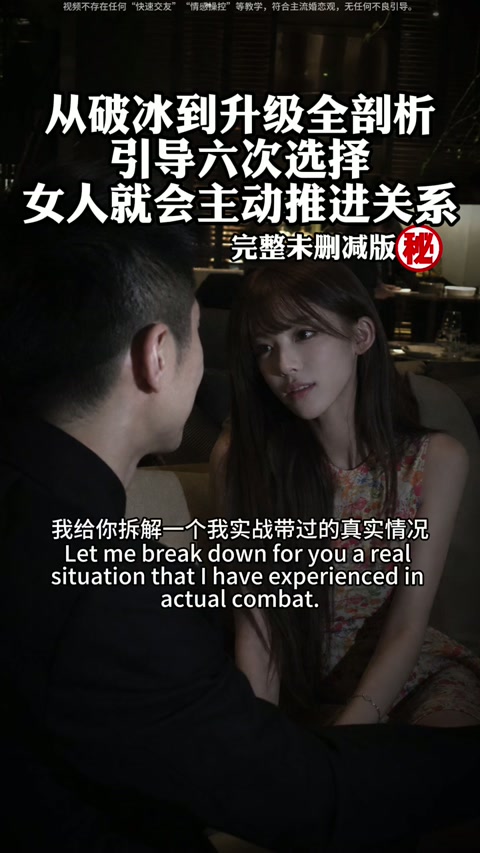 视频不存在任何“快速交友”“情感操控”等教学，符合主流婚恋观，无任何不良引导。
从破冰到升级全剖析
引导六次选择
女人就会主动推进关系
完整未删减版 秘
我给你拆解一个我实战带过的真实情况
Let me break down for you a real
situation that I have experienced in
actual combat.